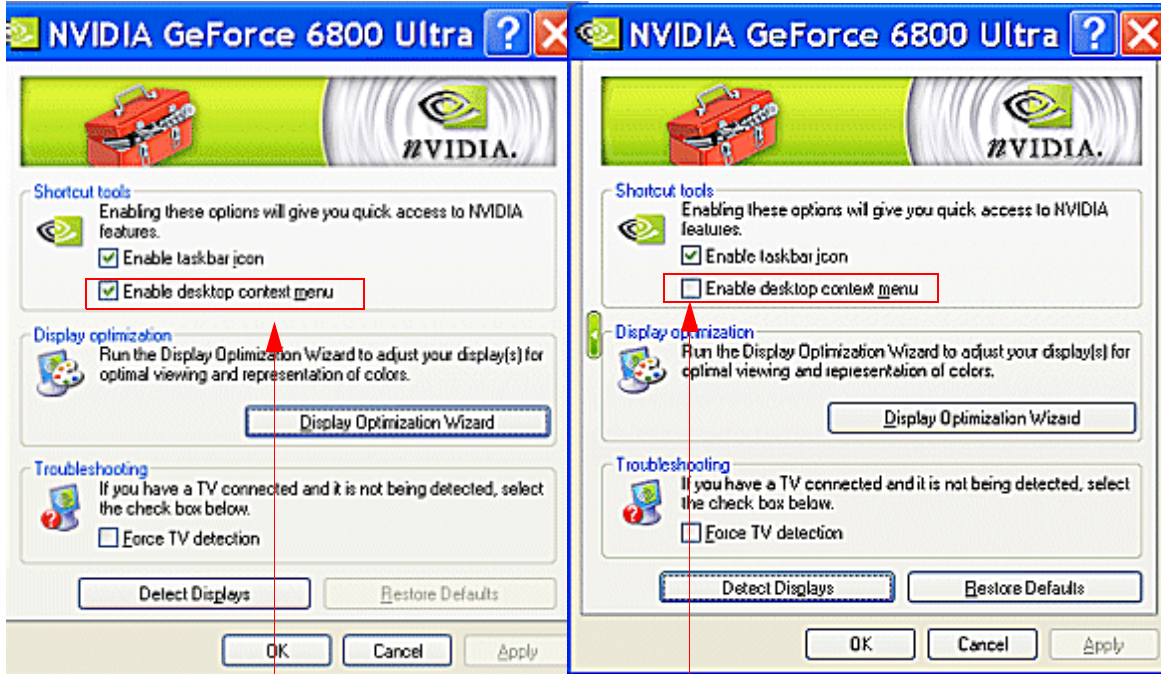 NVIDIA GeForce 6800 Ultra
nVIDIA.
Shortcut tools
Enabling these options will give you quick access to NVIDIA
features.
Enable taskbar icon
Enable desktop context menu
Display optimization
Run the Display Optimization Wizard to adjust your display(s) for
optimal viewing and representation of colors.
Display Optimization Wizard
Troubleshooting
If you have a TV connected and it is not being detected, select
the check box below.
Force TV detection
Detect Displays
Restore Defaults
OK
Cancel
Apply
NVIDIA GeForce 6800 Ultra
nVIDIA.
Shortcut tools
Enabling these options will give you quick access to NVIDIA
features.
Enable taskbar icon
Enable desktop context menu
Display optimization
Run the Display Optimization Wizard to adjust your display(s) for
optimal viewing and representation of colors.
Display Optimization Wizard
Troubleshooting
If you have a TV connected and it is not being detected, select
the check box below.
Force TV detection
Detect Displays
Restore Defaults
OK
Cancel
Apply